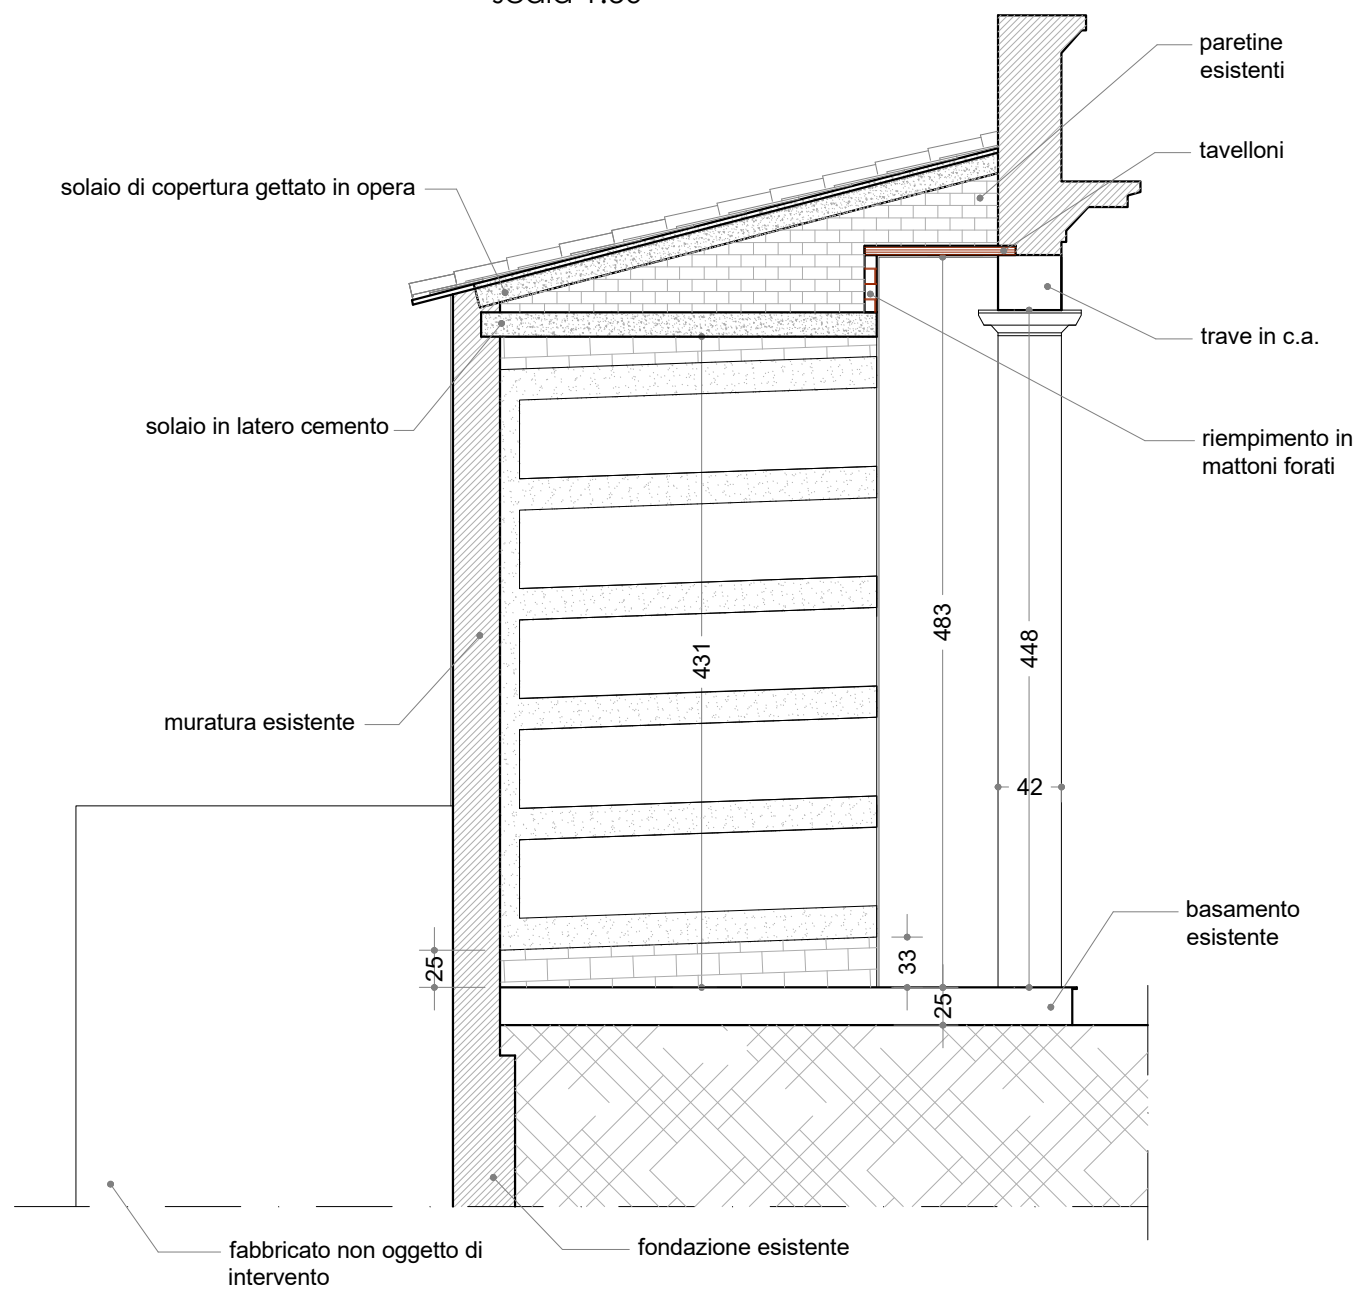 paretine
esistenti
tavelloni
solaio di copertura gettato in opera
trave in c.a.
solaio in latero cemento
riempimento in
mattoni forati
483
448
431
muratura esistente
42
basamento
esistente
25
33
25
fondazione esistente
fabbricato non oggetto di
intervento